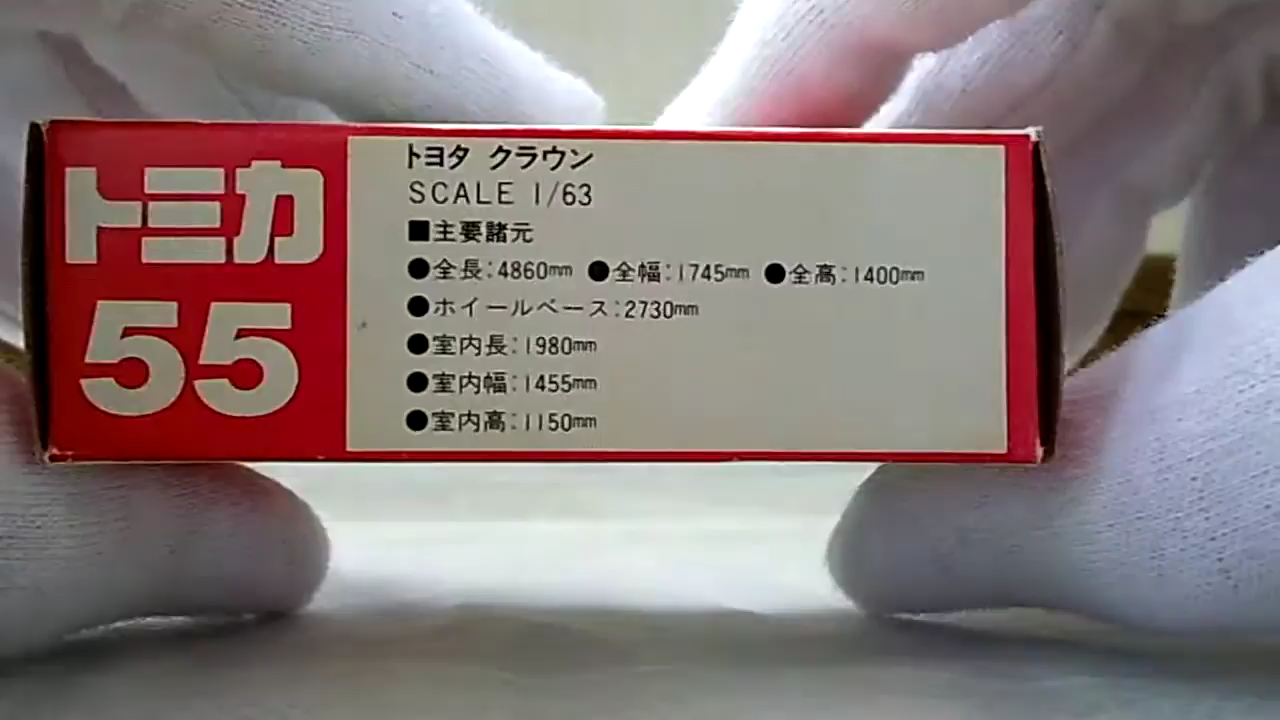 トミカ
55
トヨタ クラウン
SCALE 1/63
■主要諸元
●全長:4860mm ●全幅:1745mm ●全高:1400mm
●ホイールベース:2730mm
●室内長:1980mm
●室内幅:1455mm
●室内高:1150mm